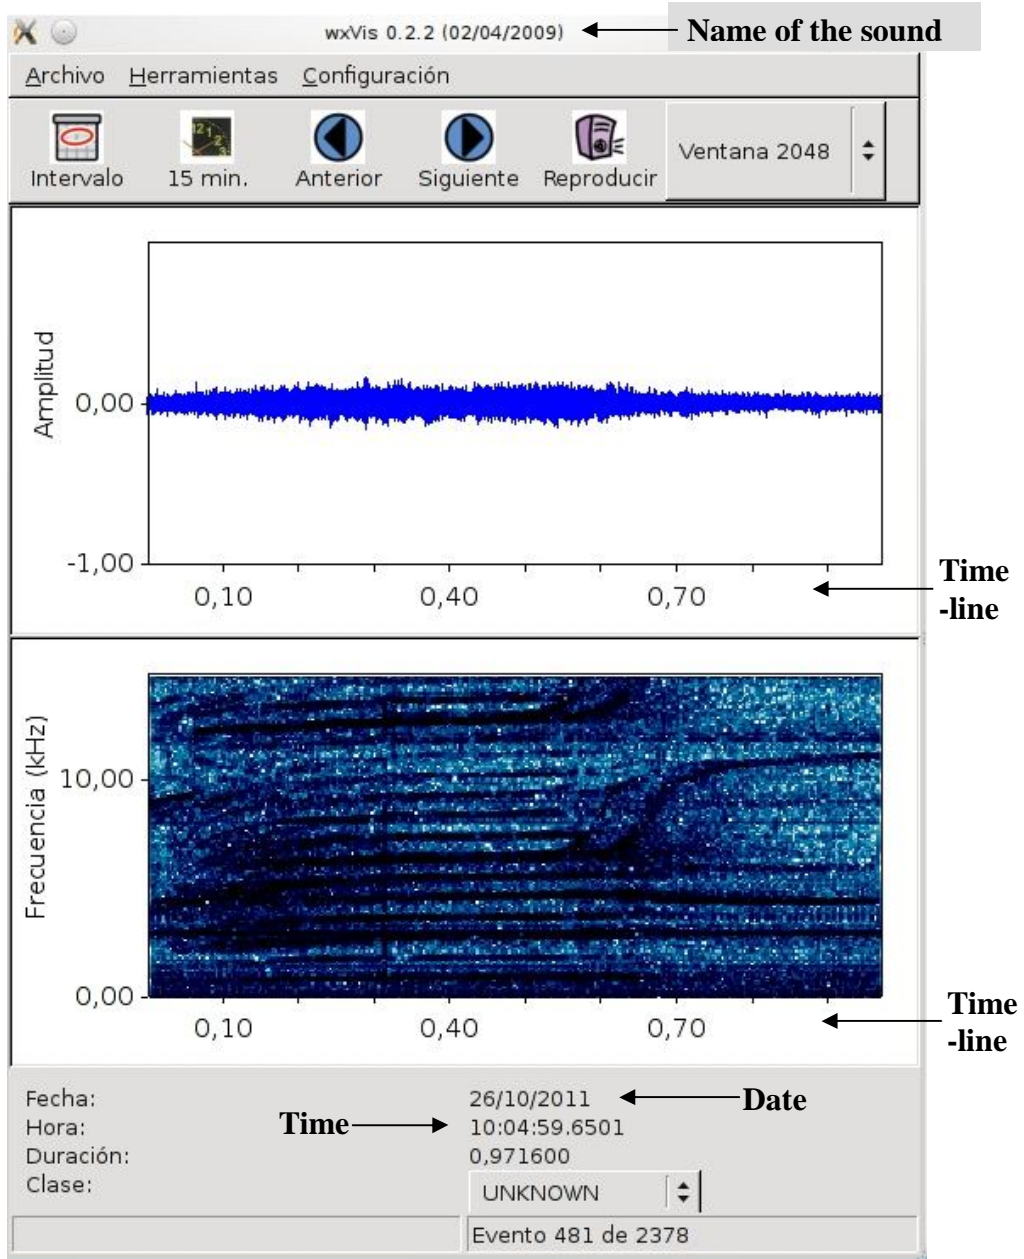 wxVis 0.2.2 (02/04/2009) Name of the sound
Archivo Herramientas Configuración
Intervalo 15 min. Anterior Siguiente Reproducir Ventana 2048
Amplitud
0,00
-1,00
0,10 0,40 0,70
Time
-line
Frecuencia (kHz)
10,00
0,00
0,10 0,40 0,70
Time
-line
Fecha: 26/10/2011 Date
Hora: Time 10:04:59.6501
Duración: 0,971600
Clase: UNKNOWN
Evento 481 de 2378